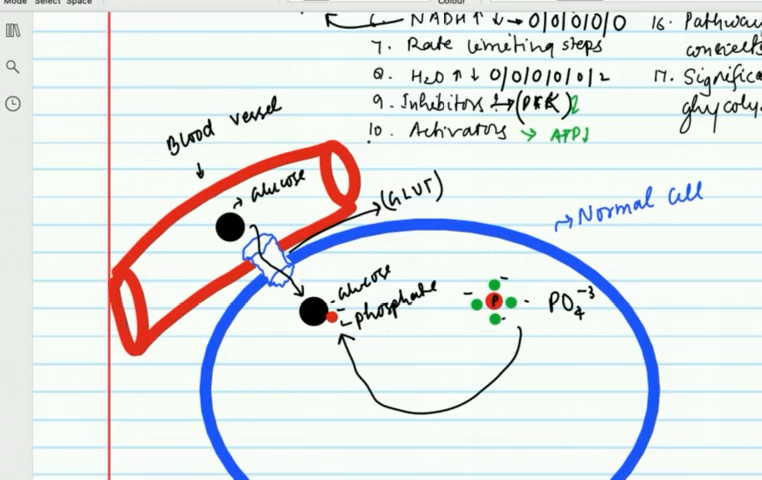 Mode Select Space
Colour
6. NADH ↑ ↓ → 0/0/0/0/0
7. Rate limiting steps
8. H2O ↑ ↓ 0/0/0/0/0/2
9. Inhibitors → (PFK)
10. Activators → ATP↓
16. Pathway
connects
17. Significa
glycoly
Blood vessel
Glucose
(GLUT)
Normal cell
glucose
phosphate
P
PO4-3